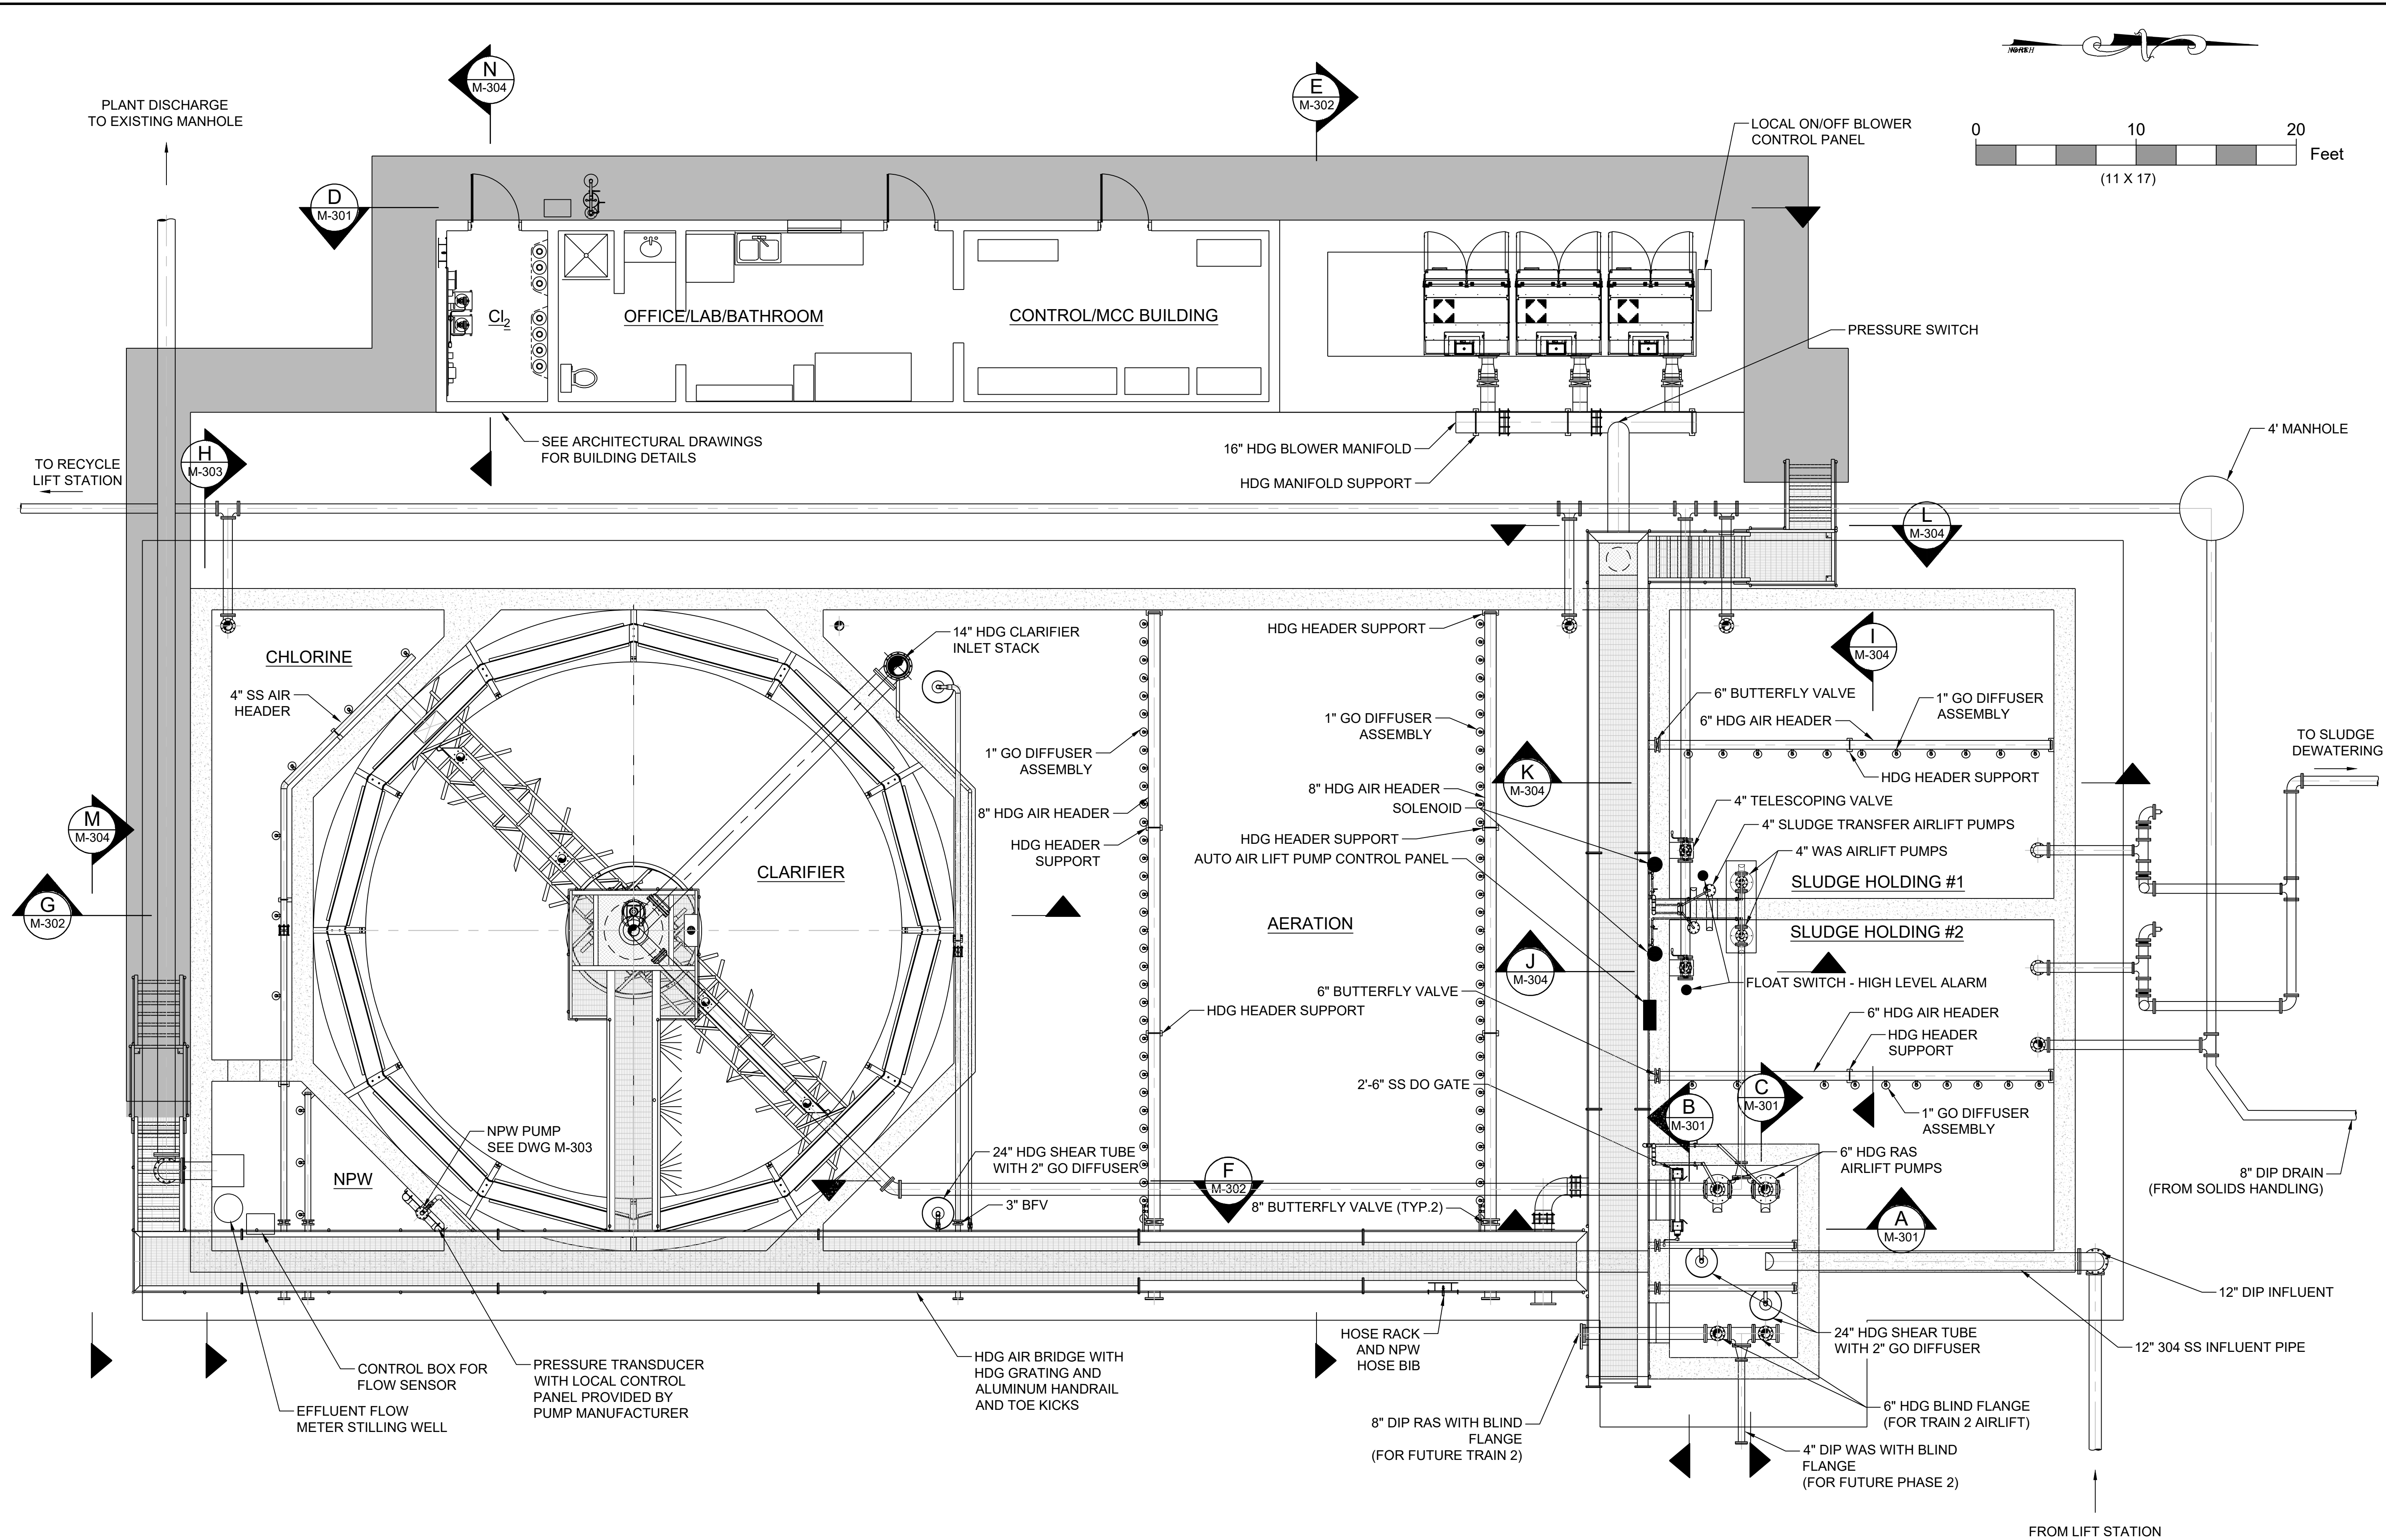 N
M-304
E
M-302
PLANT DISCHARGE
TO EXISTING MANHOLE
LOCAL ON/OFF BLOWER
CONTROL PANEL
0 10 20
Feet
(11 X 17)
D
M-301
Cl2
OFFICE/LAB/BATHROOM
CONTROL/MCC BUILDING
PRESSURE SWITCH
SEE ARCHITECTURAL DRAWINGS
FOR BUILDING DETAILS
16" HDG BLOWER MANIFOLD
HDG MANIFOLD SUPPORT
4' MANHOLE
H
M-303
TO RECYCLE
LIFT STATION
L
M-304
CHLORINE
4" SS AIR
HEADER
14" HDG CLARIFIER
INLET STACK
HDG HEADER SUPPORT
I
M-304
6" BUTTERFLY VALVE
6" HDG AIR HEADER
1" GO DIFFUSER
ASSEMBLY
HDG HEADER SUPPORT
1" GO DIFFUSER
ASSEMBLY
1" GO DIFFUSER
ASSEMBLY
TO SLUDGE
DEWATERING
K
M-304
8" HDG AIR HEADER
SOLENOID
8" HDG AIR HEADER
HDG HEADER
SUPPORT
HDG HEADER SUPPORT
AUTO AIR LIFT PUMP CONTROL PANEL
4" TELESCOPING VALVE
4" SLUDGE TRANSFER AIRLIFT PUMPS
4" WAS AIRLIFT PUMPS
M
M-304
G
M-302
CLARIFIER
AERATION
SLUDGE HOLDING #1
SLUDGE HOLDING #2
J
M-304
FLOAT SWITCH - HIGH LEVEL ALARM
6" BUTTERFLY VALVE
HDG HEADER SUPPORT
6" HDG AIR HEADER
HDG HEADER
SUPPORT
2'-6" SS DO GATE
B
M-301
C
M-301
1" GO DIFFUSER
ASSEMBLY
NPW PUMP
SEE DWG M-303
NPW
24" HDG SHEAR TUBE
WITH 2" GO DIFFUSER
3" BFV
F
M-302
8" BUTTERFLY VALVE (TYP.2)
6" HDG RAS
AIRLIFT PUMPS
8" DIP DRAIN
(FROM SOLIDS HANDLING)
A
M-301
12" DIP INFLUENT
12" 304 SS INFLUENT PIPE
24" HDG SHEAR TUBE
WITH 2" GO DIFFUSER
HOSE RACK
AND NPW
HOSE BIB
HDG AIR BRIDGE WITH
HDG GRATING AND
ALUMINUM HANDRAIL
AND TOE KICKS
CONTROL BOX FOR
FLOW SENSOR
PRESSURE TRANSDUCER
WITH LOCAL CONTROL
PANEL PROVIDED BY
PUMP MANUFACTURER
EFFLUENT FLOW
METER STILLING WELL
8" DIP RAS WITH BLIND
FLANGE
(FOR FUTURE TRAIN 2)
6" HDG BLIND FLANGE
(FOR TRAIN 2 AIRLIFT)
4" DIP WAS WITH BLIND
FLANGE
(FOR FUTURE PHASE 2)
FROM LIFT STATION